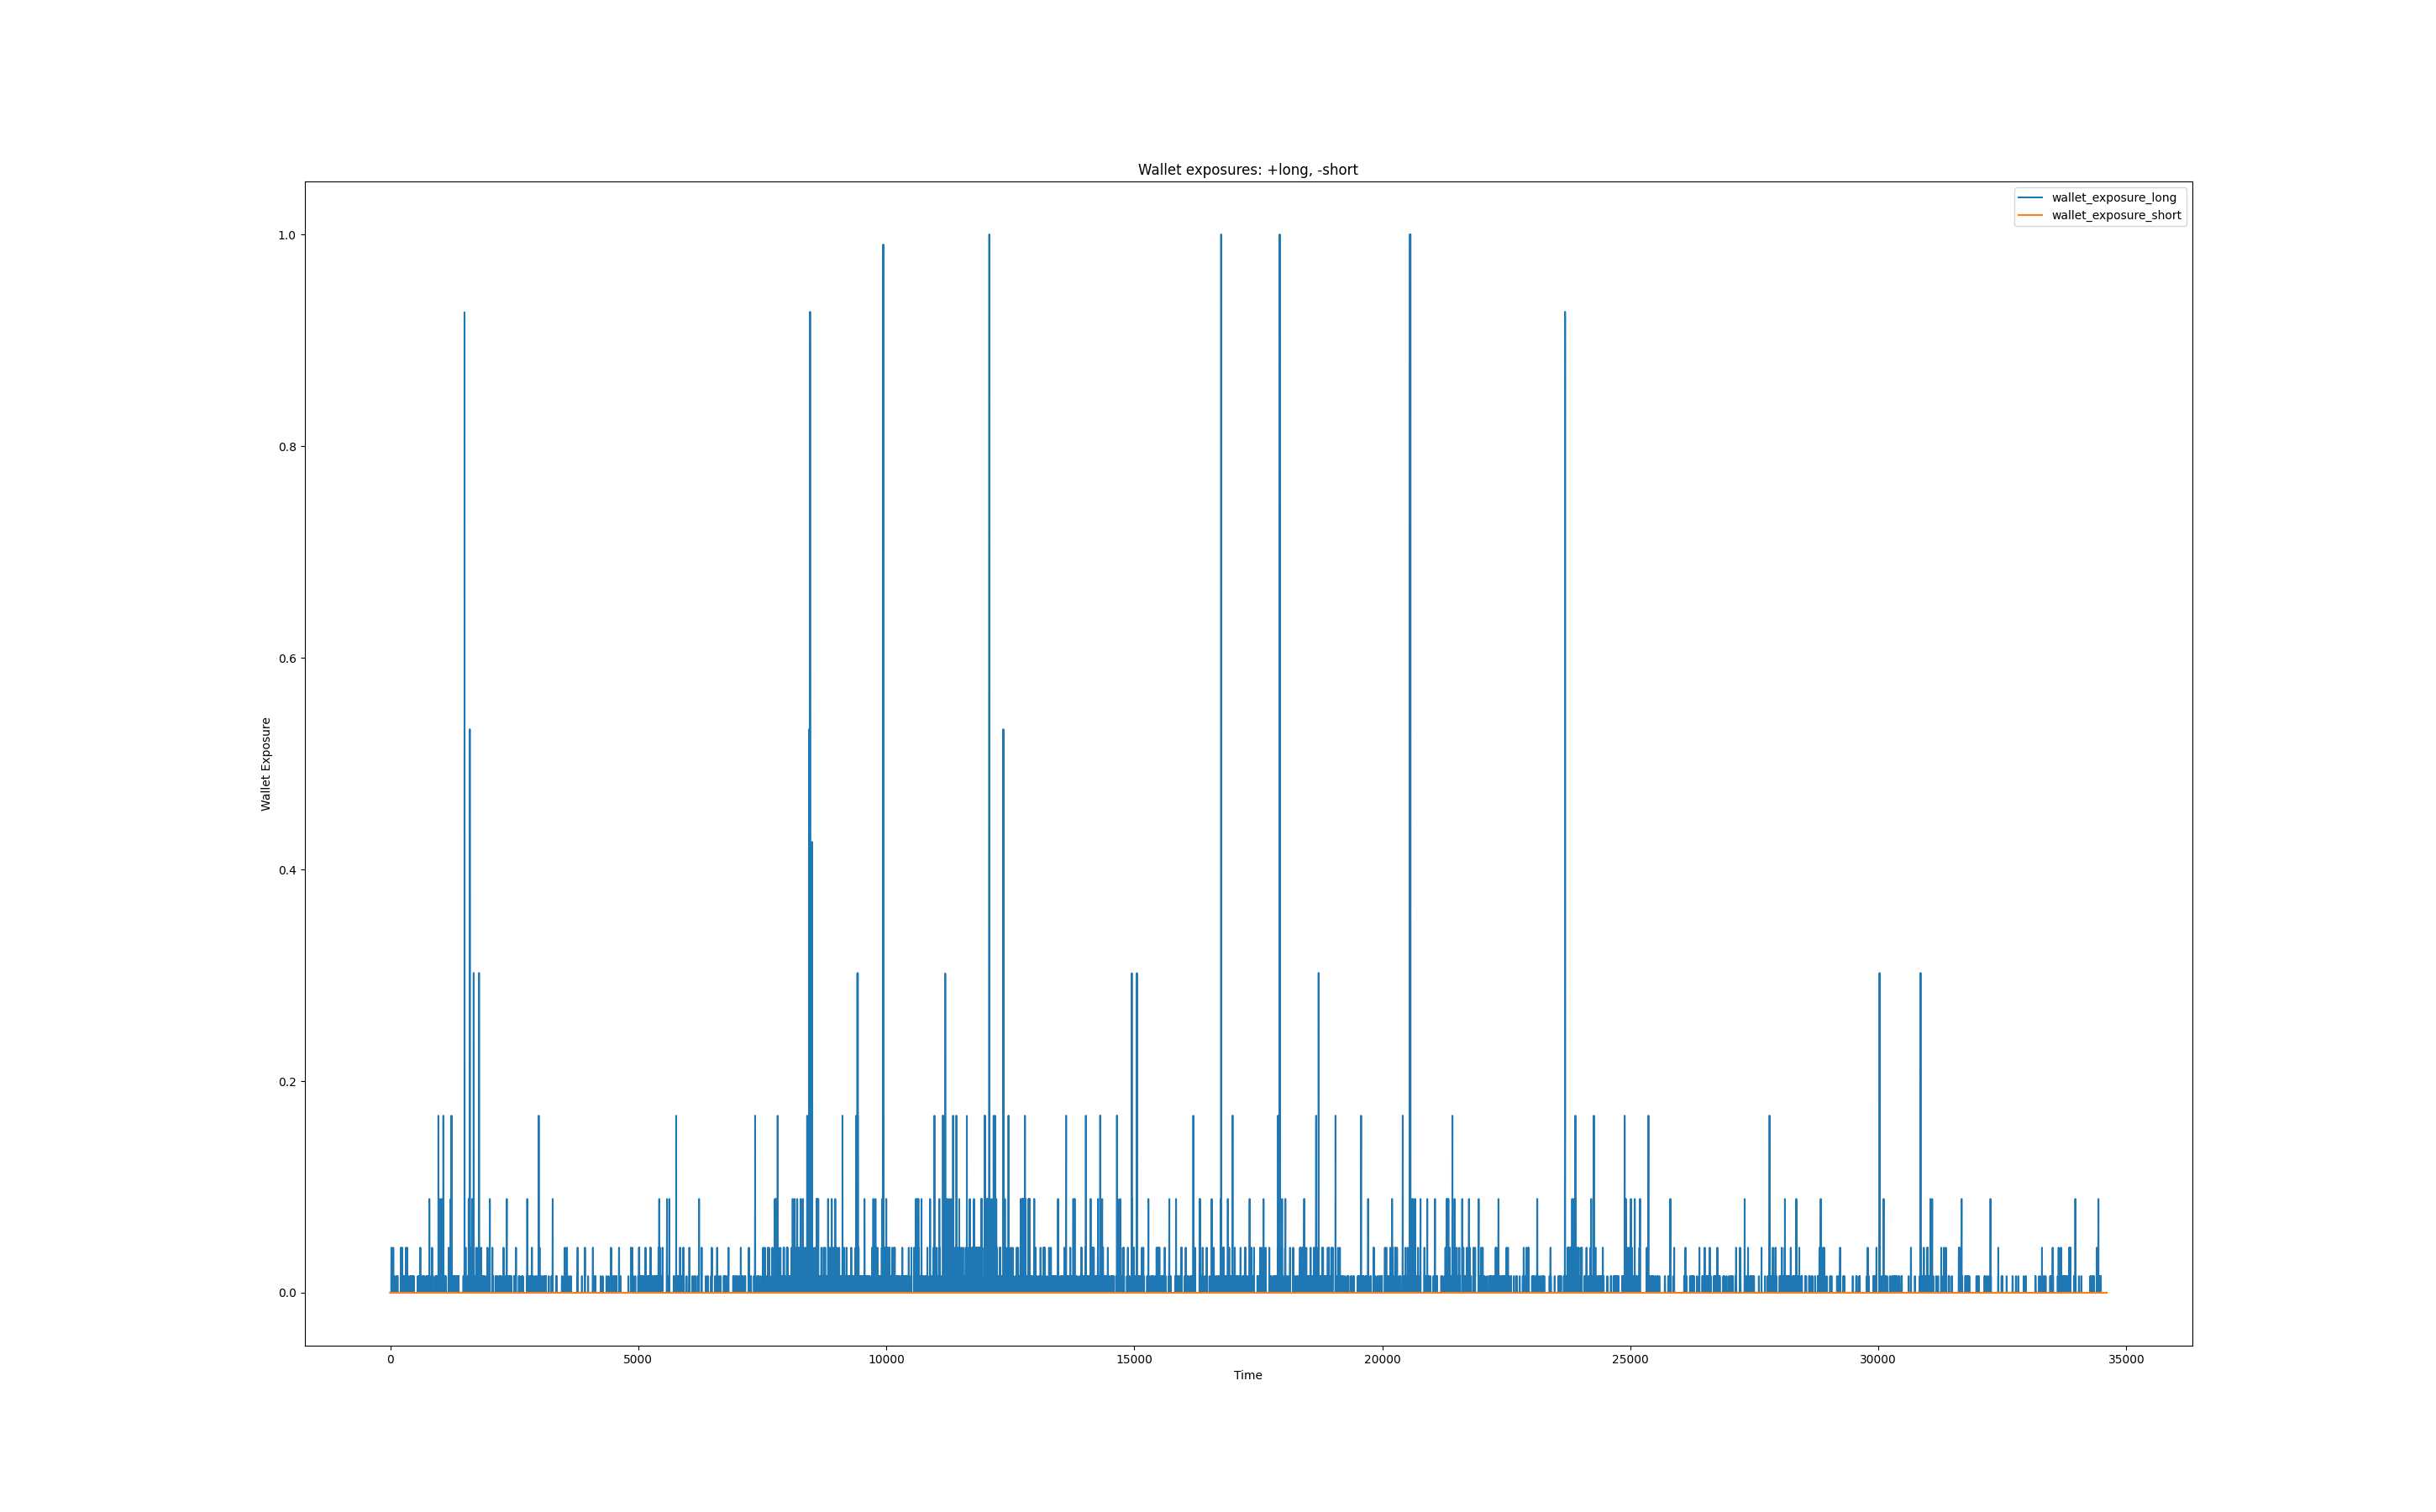 Wallet exposures: +long, -short
wallet_exposure_long
wallet_exposure_short
1.0
0.8
0.6
0.4
0.2
0.0
Wallet Exposure
0 5000 10000 15000 20000 25000 30000 35000
Time